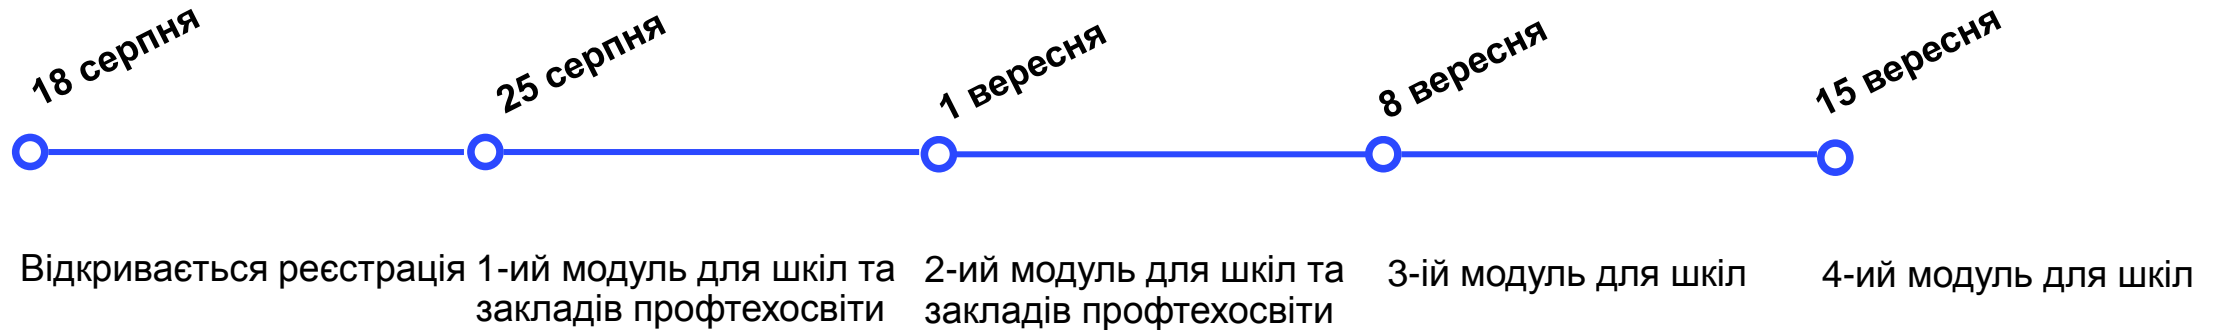 18 серпня
25 серпня
1 вересня
8 вересня
15 вересня
Відкривається реєстрація
1-ий модуль для шкіл та
закладів профтехосвіти
2-ий модуль для шкіл та
закладів профтехосвіти
3-ій модуль для шкіл
4-ий модуль для шкіл